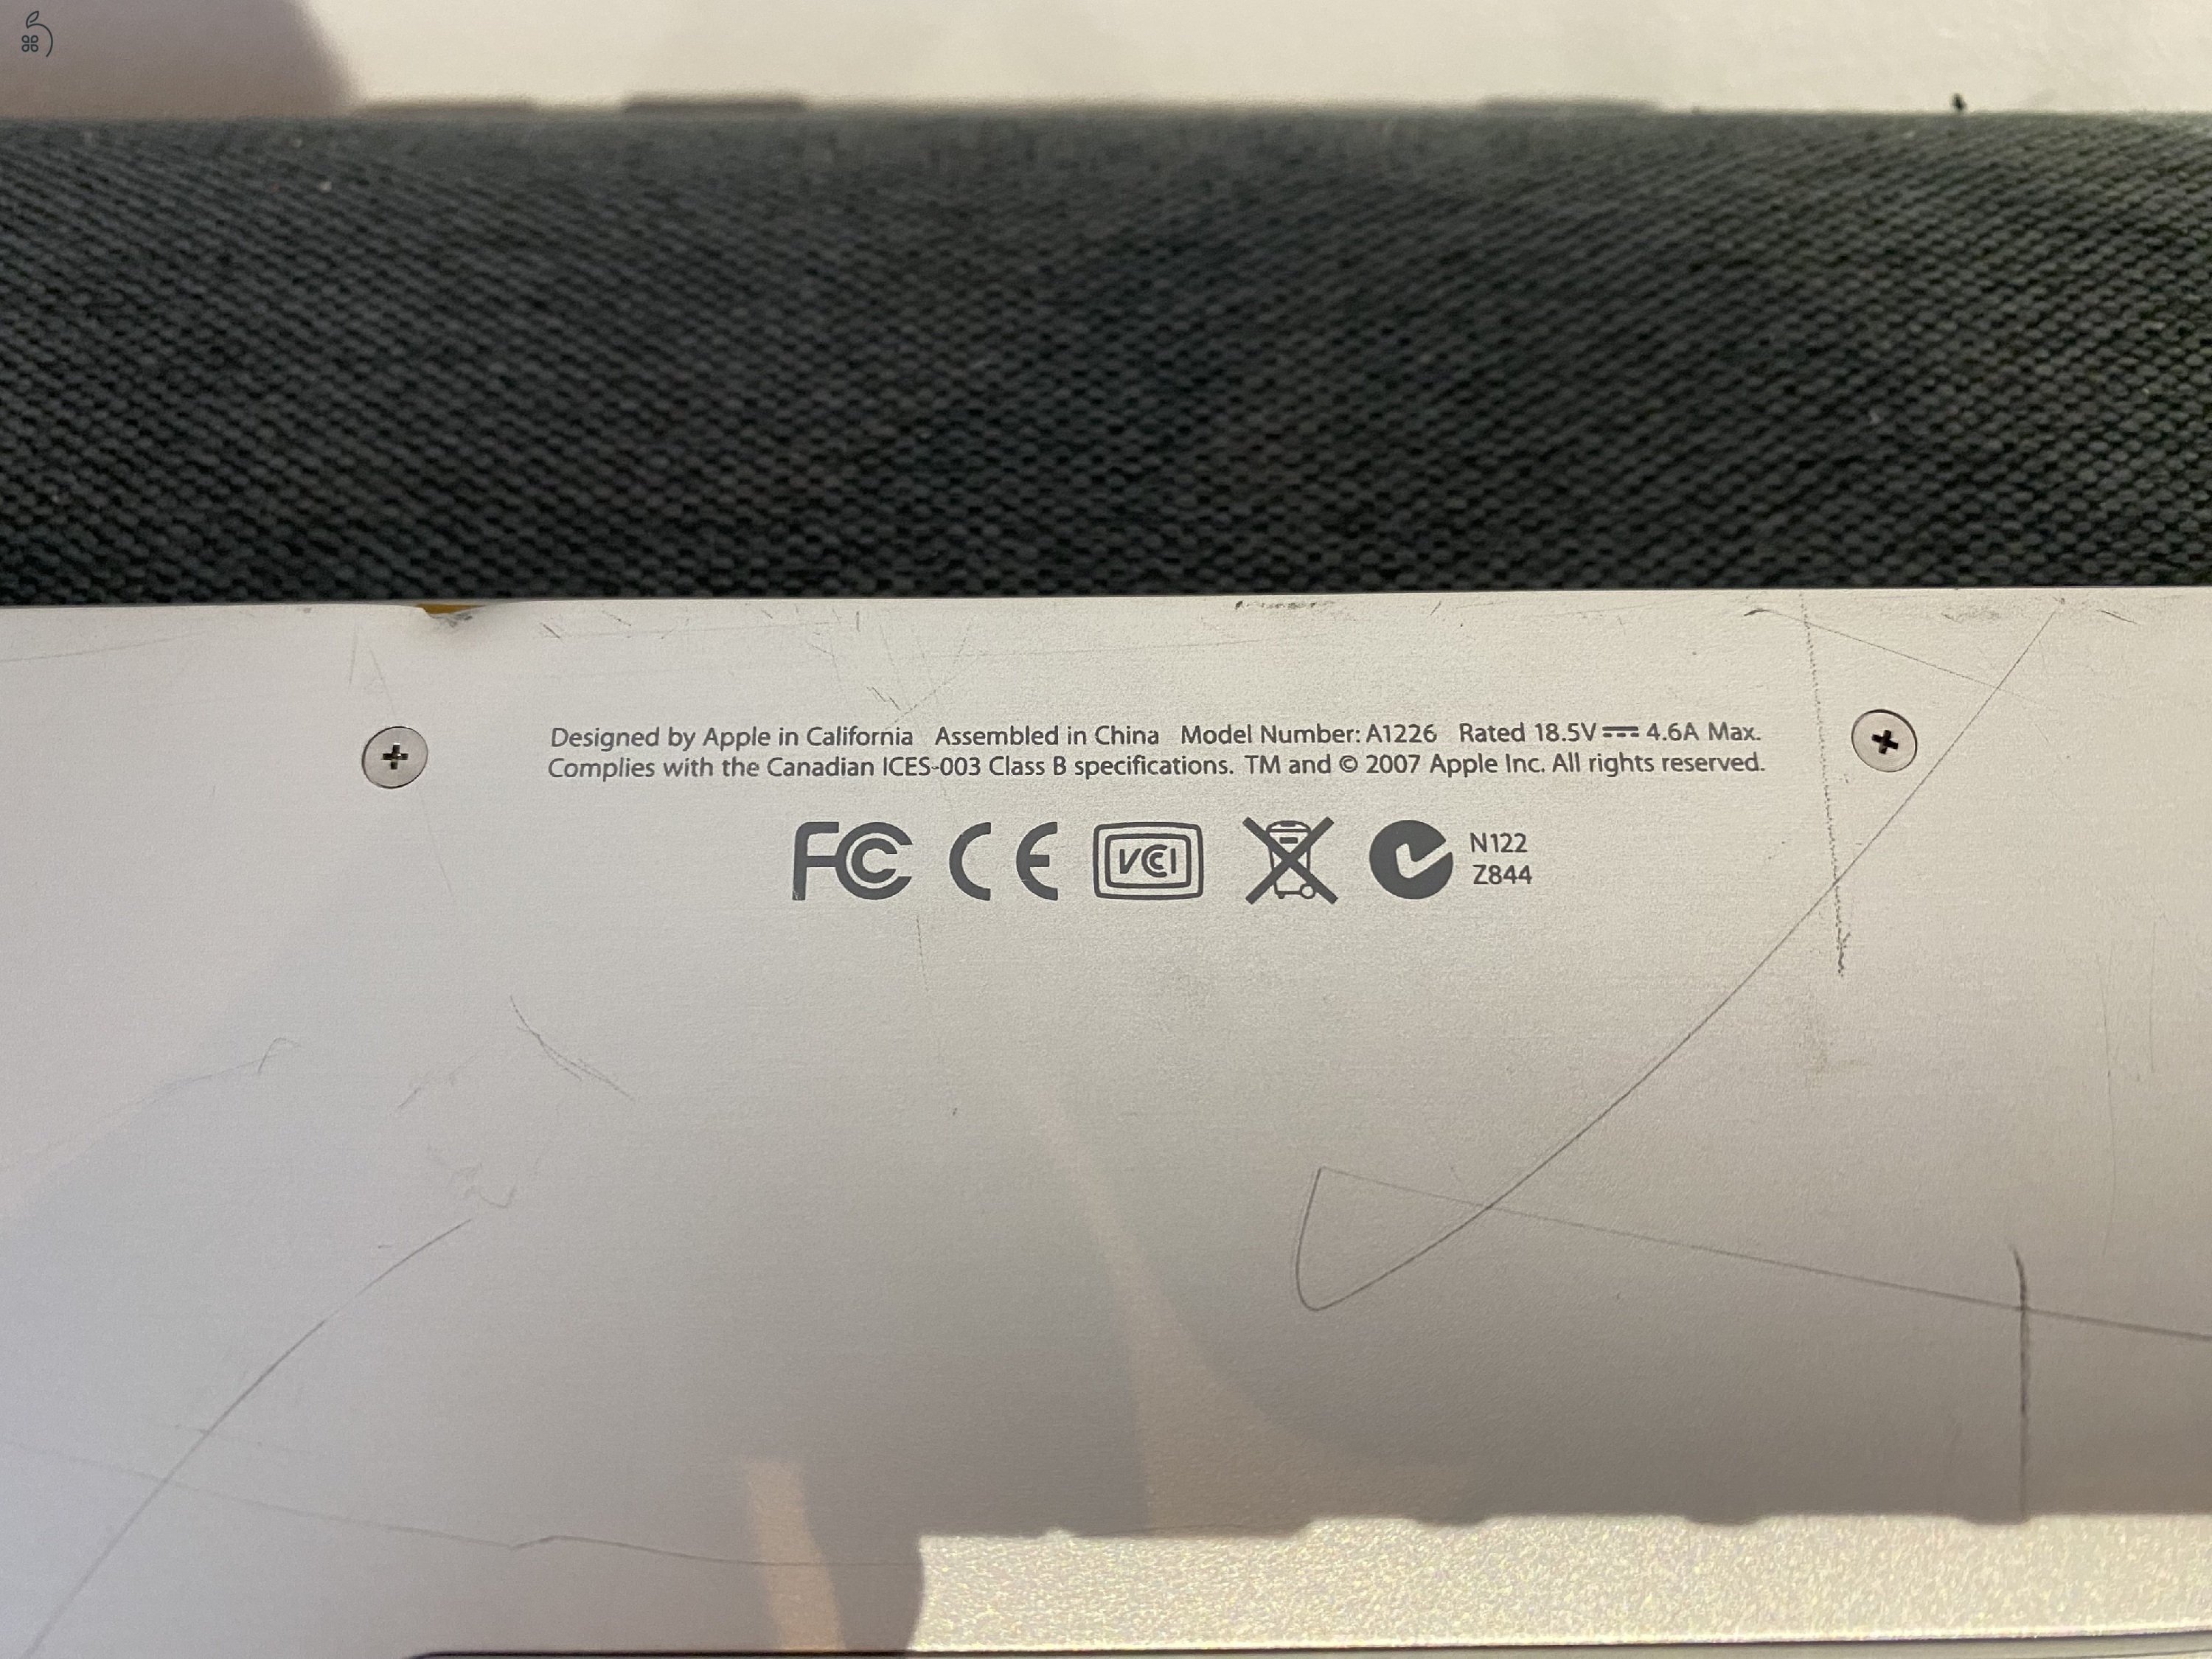 Designed by Apple in California Assembled in China Model Number: A1226 Rated 18.5V⎓4.6A Max.
Complies with the Canadian ICES-003 Class B specifications. TM and © 2007 Apple Inc. All rights reserved.
FC CE VCI N122
Z844